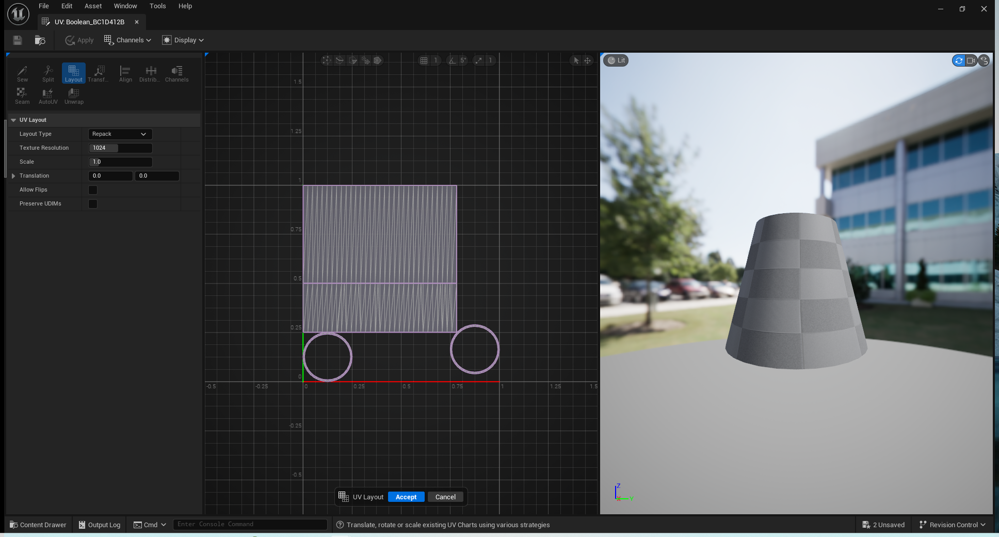 File Edit Asset Window Tools Help
UV: Boolean_BC1D412B
Apply Channels Display
Sew Split Layout Transf... Align Distrib... Channels
Seam AutoUV Unwrap
UV Layout
Layout Type Repack
Texture Resolution 1024
Scale 1.0
Translation 0.0 0.0
Allow Flips
Preserve UDIMs
1 5° 1
1.5
1.25
1
0.75
0.5
0.25
0
-0.5 -0.25 0 0.25 0.5 0.75 1 1.25 1.5
-0.25
-0.5
UV Layout Accept Cancel
Lit
Z
X Y
Content Drawer Output Log Cmd Enter Console Command Translate, rotate or scale existing UV Charts using various strategies 2 Unsaved Revision Control